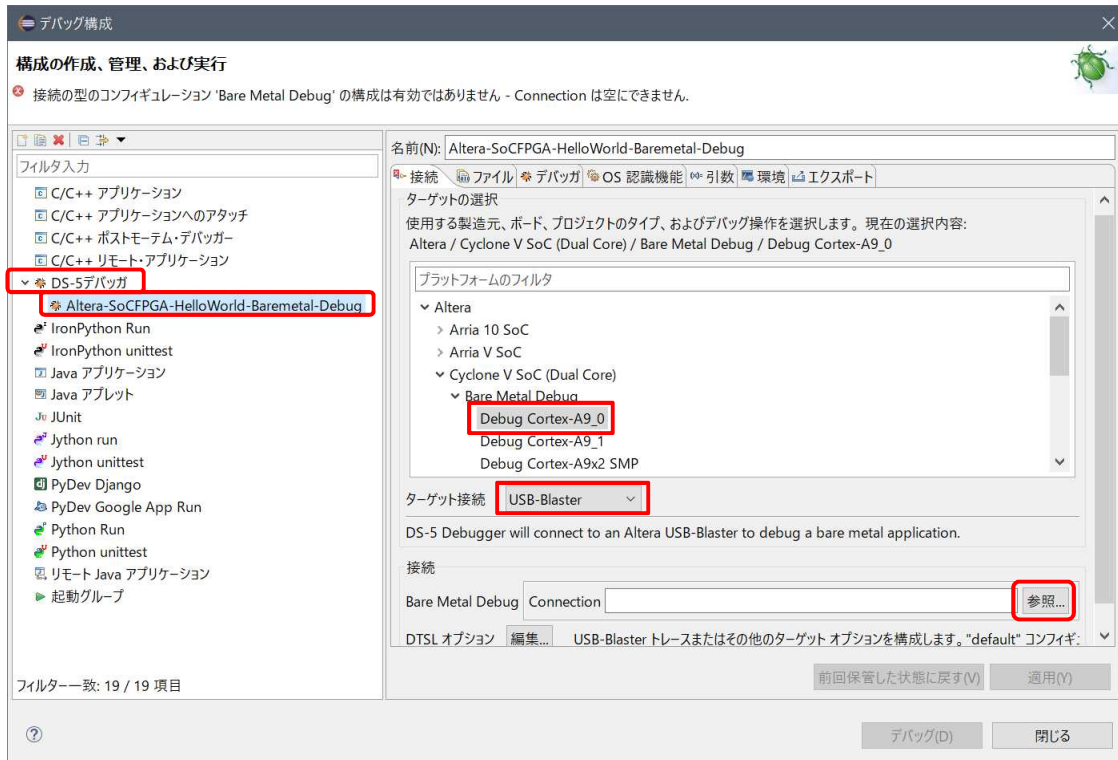 デバッグ構成
構成の作成、管理、および実行
接続の型のコンフィギュレーション 'Bare Metal Debug' の構成は有効ではありません - Connection は空にできません.
フィルタ入力
C/C++ アプリケーション
C/C++ アプリケーションへのアタッチ
C/C++ ポストモーテム・デバッガー
C/C++ リモート・アプリケーション
DS-5デバッガ
Altera-SoCFPGA-HelloWorld-Baremetal-Debug
IronPython Run
IronPython unittest
Java アプリケーション
Java アプレット
JUnit
Jython run
Jython unittest
PyDev Django
PyDev Google App Run
Python Run
Python unittest
リモート Java アプリケーション
起動グループ
フィルター一致: 19 / 19 項目
名前(N): Altera-SoCFPGA-HelloWorld-Baremetal-Debug
接続 ファイル デバッガ OS 認識機能 引数 環境 エクスポート
ターゲットの選択
使用する製造元、ボード、プロジェクトのタイプ、およびデバッグ操作を選択します。 現在の選択内容:
Altera / Cyclone V SoC (Dual Core) / Bare Metal Debug / Debug Cortex-A9_0
プラットフォームのフィルタ
Altera
Arria 10 SoC
Arria V SoC
Cyclone V SoC (Dual Core)
Bare Metal Debug
Debug Cortex-A9_0
Debug Cortex-A9_1
Debug Cortex-A9x2 SMP
ターゲット接続 USB-Blaster
DS-5 Debugger will connect to an Altera USB-Blaster to debug a bare metal application.
接続
Bare Metal Debug Connection 参照...
DTSL オプション 編集... USB-Blaster トレースまたはその他のターゲット オプションを構成します。"default" コンフィギ
前回保管した状態に戻す(V) 適用(Y)
デバッグ(D) 閉じる